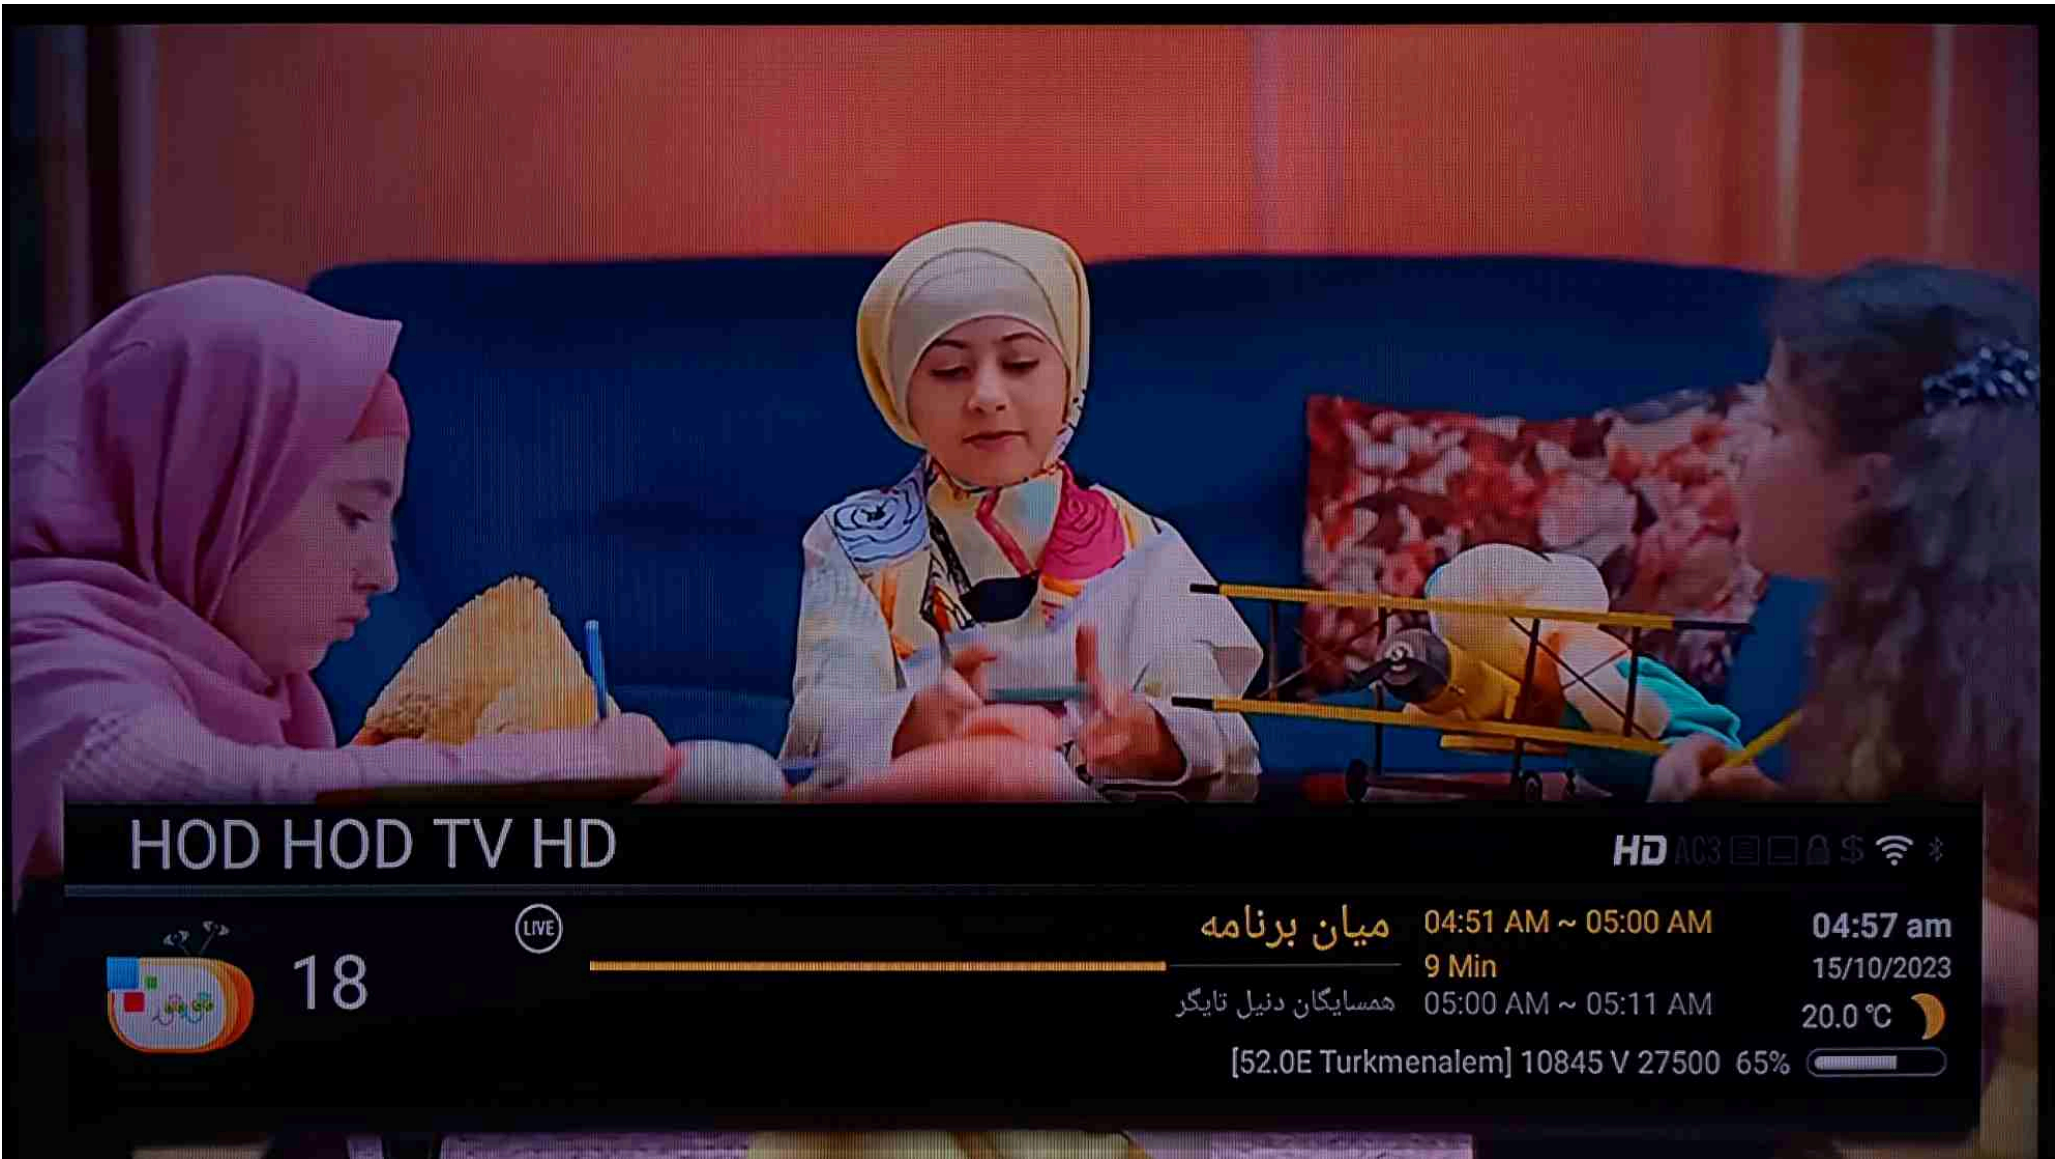 HOD HOD TV HD
HD AC3 $
18
LIVE
میان برنامه 04:51 AM ~ 05:00 AM
9 Min
همسایگان دنیل تایگر 05:00 AM ~ 05:11 AM
04:57 am
15/10/2023
20.0 °C
[52.0E Turkmenalem] 10845 V 27500 65%